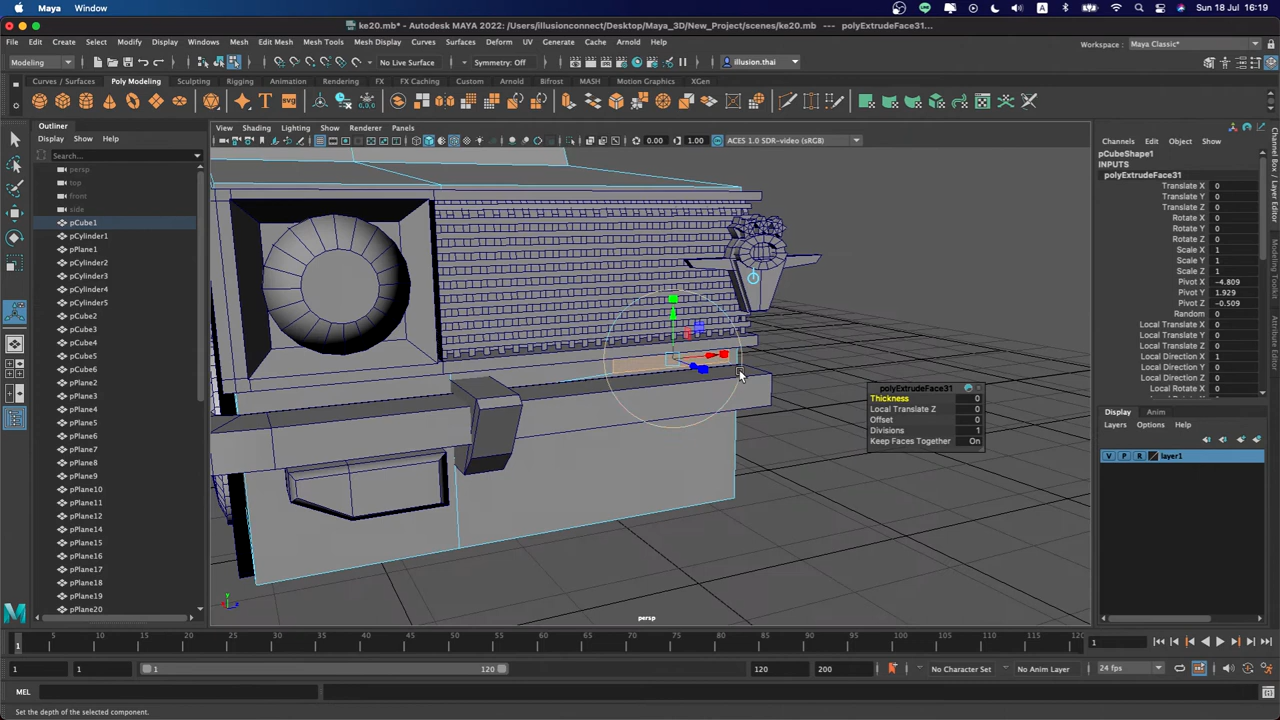 Maya Window A Sun 18 Jul 16:19
ke20.mb* - Autodesk MAYA 2022: /Users/illusionconnect/Desktop/Maya_3D/New_Project/scenes/ke20.mb --- polyExtrudeFace31...
File Edit Create Select Modify Display Windows Mesh Edit Mesh Mesh Tools Mesh Display Curves Surfaces Deform UV Generate Cache Arnold Help
Workspace : Maya Classic*
Modeling No Live Surface Symmetry: Off illusion.thai
Curves / Surfaces Poly Modeling Sculpting Rigging Animation Rendering FX FX Caching Custom Arnold Bifrost MASH Motion Graphics XGen
Outliner
Display Show Help
Search...
persp
top
front
side
pCube1
pCylinder1
pPlane1
pCylinder2
pCylinder3
pCylinder4
pCylinder5
pCube2
pCube3
pCube4
pCube5
pCube6
pPlane2
pPlane3
pPlane4
pPlane5
pPlane6
pPlane7
pPlane8
pPlane9
pPlane10
pPlane11
pPlane12
pPlane14
pPlane15
pPlane16
pPlane17
pPlane18
pPlane19
pPlane20
View Shading Lighting Show Renderer Panels
0.00 1.00 ACES 1.0 SDR-video (sRGB)
polyExtrudeFace31
Thickness 0
Local Translate Z 0
Offset 0
Divisions 1
Keep Faces Together On
persp
Channels Edit Object Show
pCubeShape1
INPUTS
polyExtrudeFace31
Translate X 0
Translate Y 0
Translate Z 0
Rotate X 0
Rotate Y 0
Rotate Z 0
Scale X 1
Scale Y 1
Scale Z 1
Pivot X -4.809
Pivot Y 1.929
Pivot Z -0.509
Random 0
Local Translate X 0
Local Translate Y 0
Local Translate Z 0
Local Direction X 1
Local Direction Y 0
Local Direction Z 0
Local Rotate X 0
Display Anim
Layers Options Help
V P R layer1
Channel Box / Layer Editor
Modeling Toolkit
Attribute Editor
5 10 15 20 25 30 35 40 45 50 55 60 65 70 75 80 85 90 95 100 105 110 115 120
1 1
1 1 1 120 120 200 No Character Set No Anim Layer 24 fps
MEL
Set the depth of the selected component.